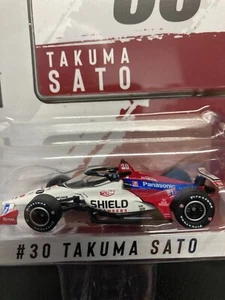 TAKUMA
SATO
Panasonic
SHIELD
#30 TAKUMA SATO